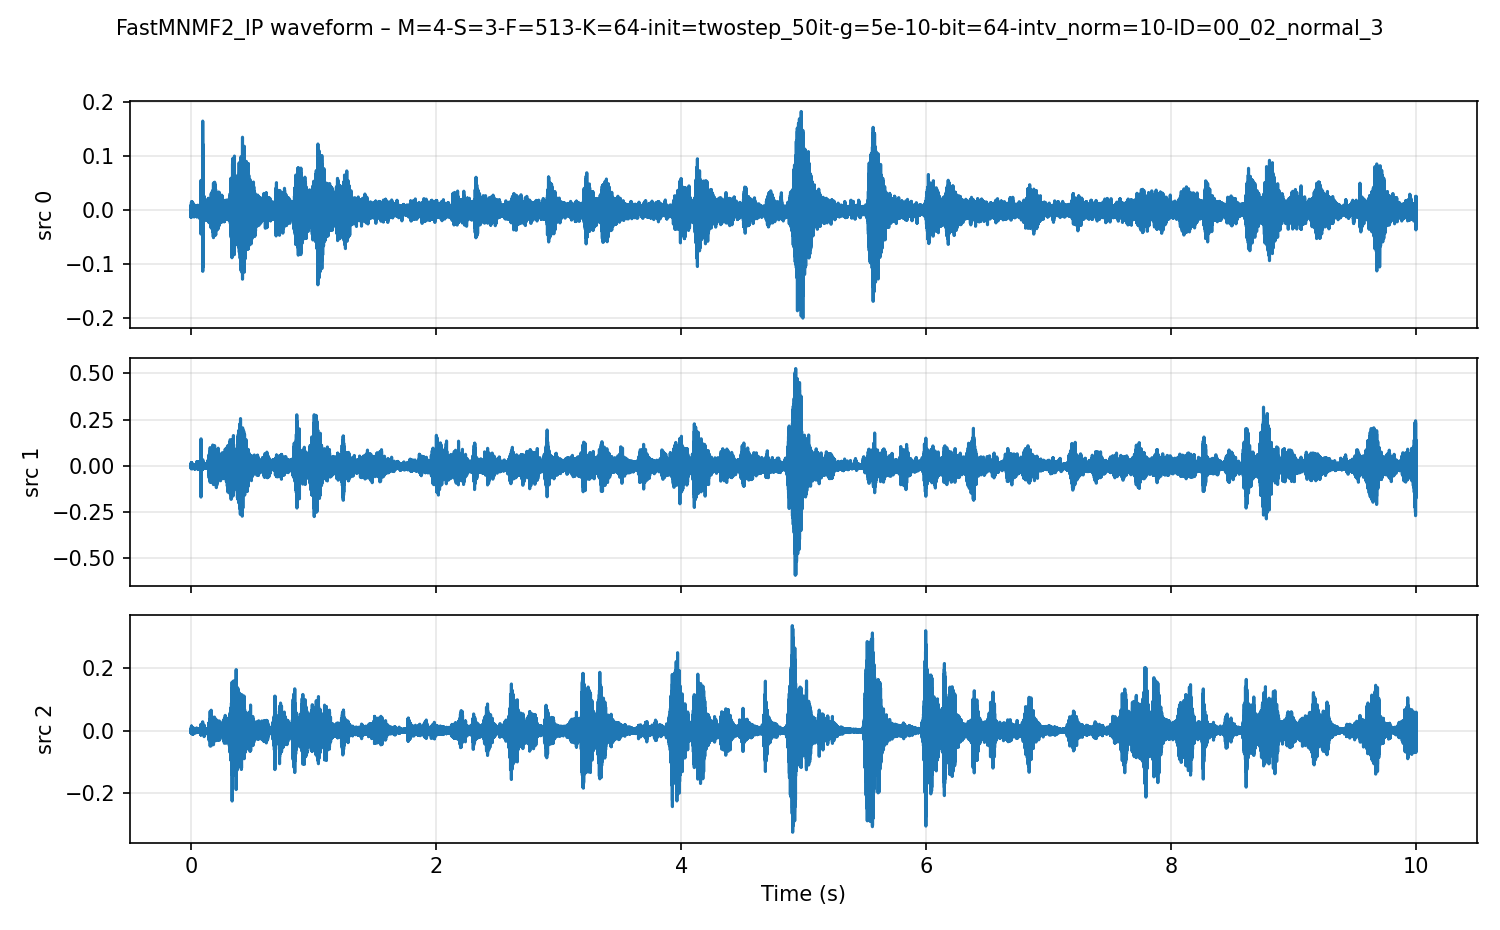 FastMNMF2_IP waveform – M=4-S=3-F=513-K=64-init=twostep_50it-g=5e-10-bit=64-intv_norm=10-ID=00_02_normal_3
0.2
0.1
0.0
−0.1
−0.2
src 0
0.50
0.25
0.00
−0.25
−0.50
src 1
0.2
0.0
−0.2
src 2
0 2 4 6 8 10
Time (s)